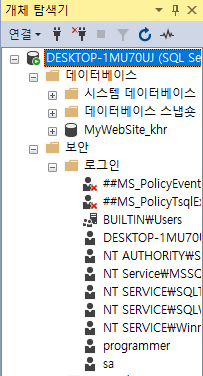 개체 탐색기
연결
DESKTOP-1MU70UJ (SQL Se
데이터베이스
시스템 데이터베이스
데이터베이스 스냅숏
MyWebSite_khr
보안
로그인
##MS_PolicyEvent
##MS_PolicyTsqlEx
BUILTIN₩Users
DESKTOP-1MU70U
NT AUTHORITY₩S
NT Service₩MSSQ
NT SERVICE₩SQLT
NT SERVICE₩SQLV
NT SERVICE₩Winr
programmer
sa